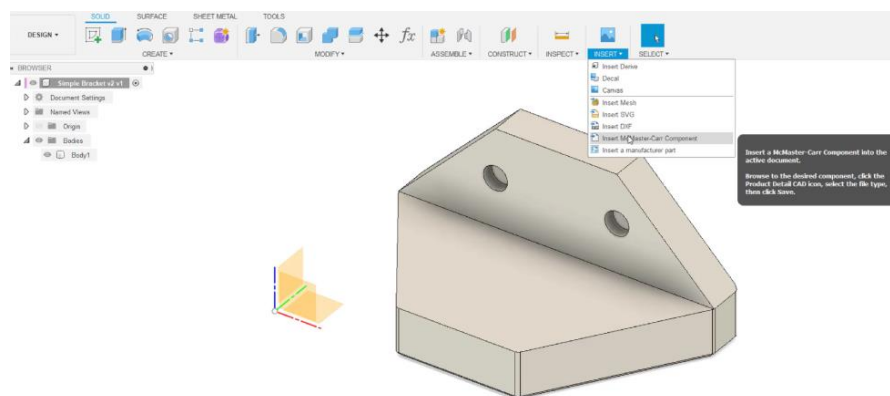 SOLID SURFACE SHEET METAL TOOLS
DESIGN
CREATE MODIFY ASSEMBLE CONSTRUCT INSPECT INSERT SELECT
fx
BROWSER
Simple Bracket v2 v1
Document Settings
Named Views
Origin
Bodies
Body1
Insert Derive
Decal
Canvas
Insert Mesh
Insert SVG
Insert DXF
Insert McMaster-Carr Component
Insert a manufacturer part
Insert a McMaster-Carr Component into the
active document.
Browse to the desired component, click the
Product Detail CAD icon, select the file type,
then click Save.